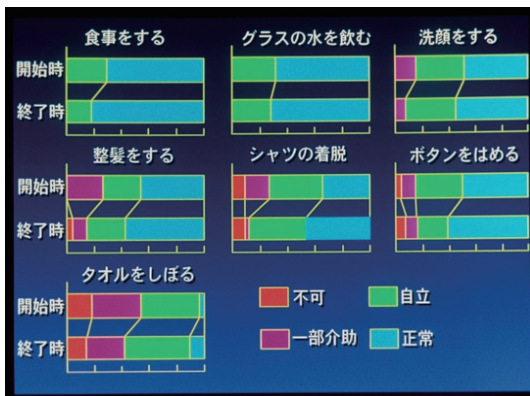 食事をする
グラスの水を飲む
洗顔をする
開始時
終了時
整髪をする
シャツの着脱
ボタンをはめる
開始時
終了時
タオルをしぼる
開始時
終了時
不可
自立
一部介助
正常